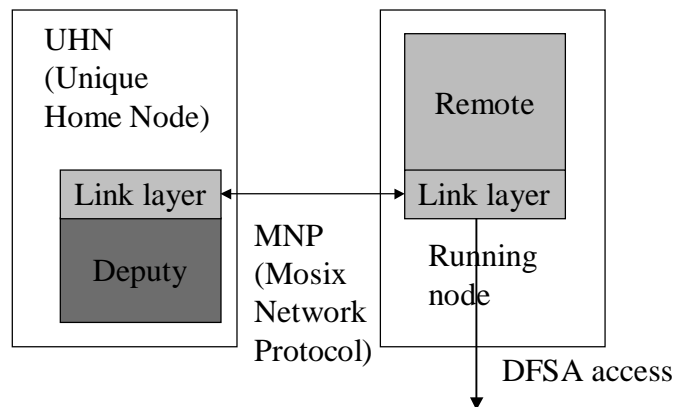 UHN
(Unique
Home Node)
Link layer
Deputy
MNP
(Mosix
Network
Protocol)
Remote
Link layer
Running
node
DFSA access